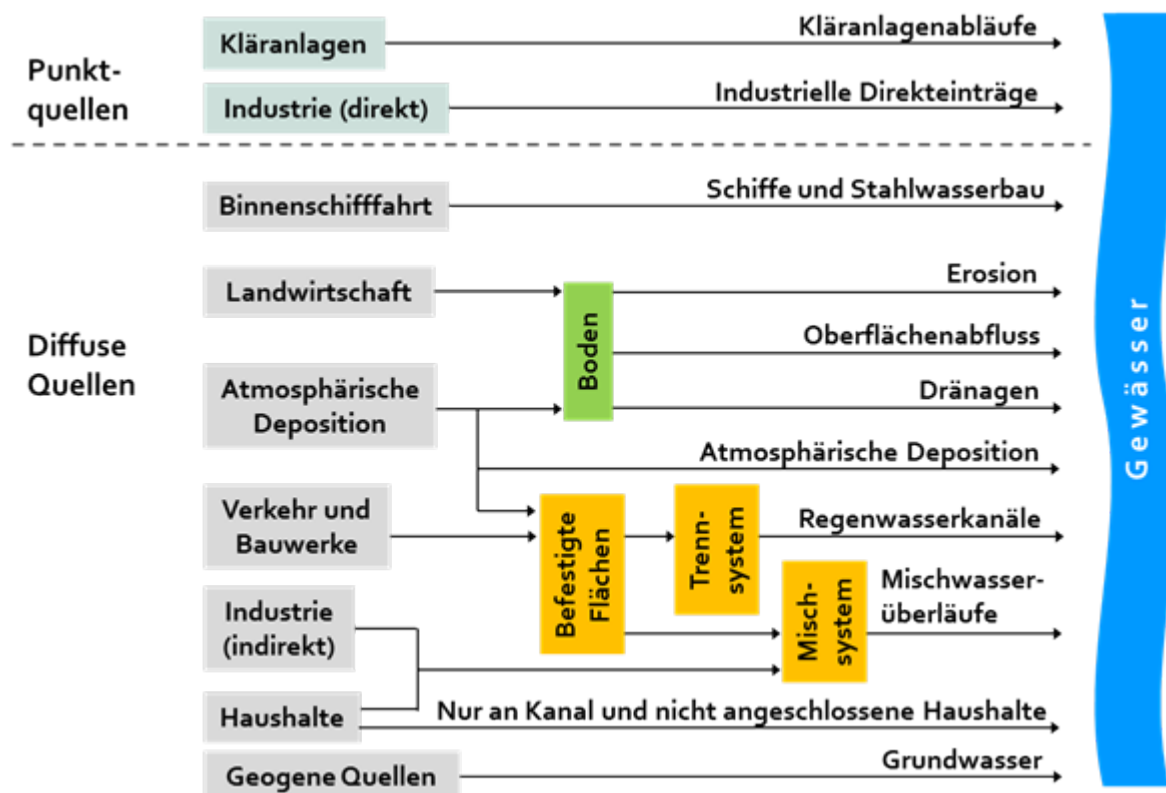 Punkt-
quellen
Kläranlagen
Kläranlagenabläufe
Industrie (direkt)
Industrielle Direkteinträge
Diffuse
Quellen
Binnenschifffahrt
Schiffe und Stahlwasserbau
Landwirtschaft
Boden
Erosion
Oberflächenabfluss
Dränagen
Atmosphärische
Deposition
Atmosphärische Deposition
Verkehr und
Bauwerke
Befestigte
Flächen
Trenn-
system
Regenwasserkanäle
Industrie
(indirekt)
Misch-
system
Mischwasser-
überläufe
Haushalte
Nur an Kanal und nicht angeschlossene Haushalte
Geogene Quellen
Grundwasser
Gewässer